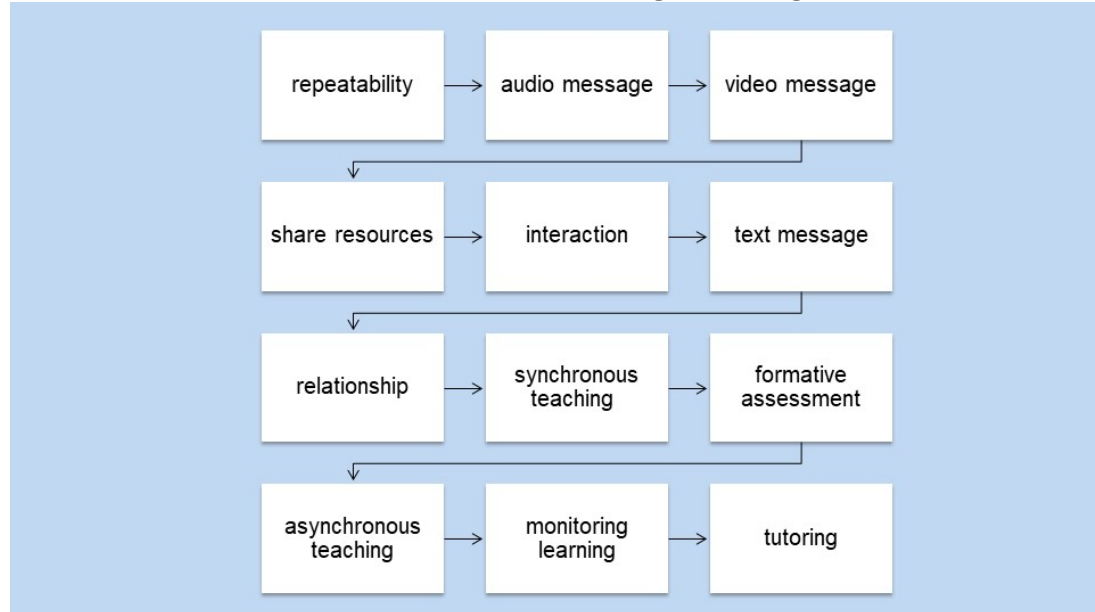 repeatability
audio message
video message
share resources
interaction
text message
relationship
synchronous
teaching
formative
assessment
asynchronous
teaching
monitoring
learning
tutoring